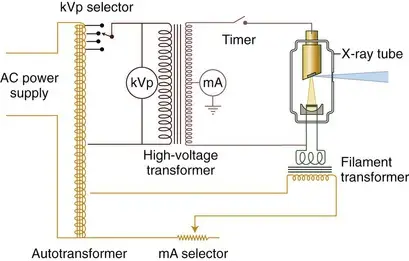 kVp selector
Timer
X-ray tube
AC power
supply
kVp
mA
High-voltage
transformer
Filament
transformer
Autotransformer
mA selector